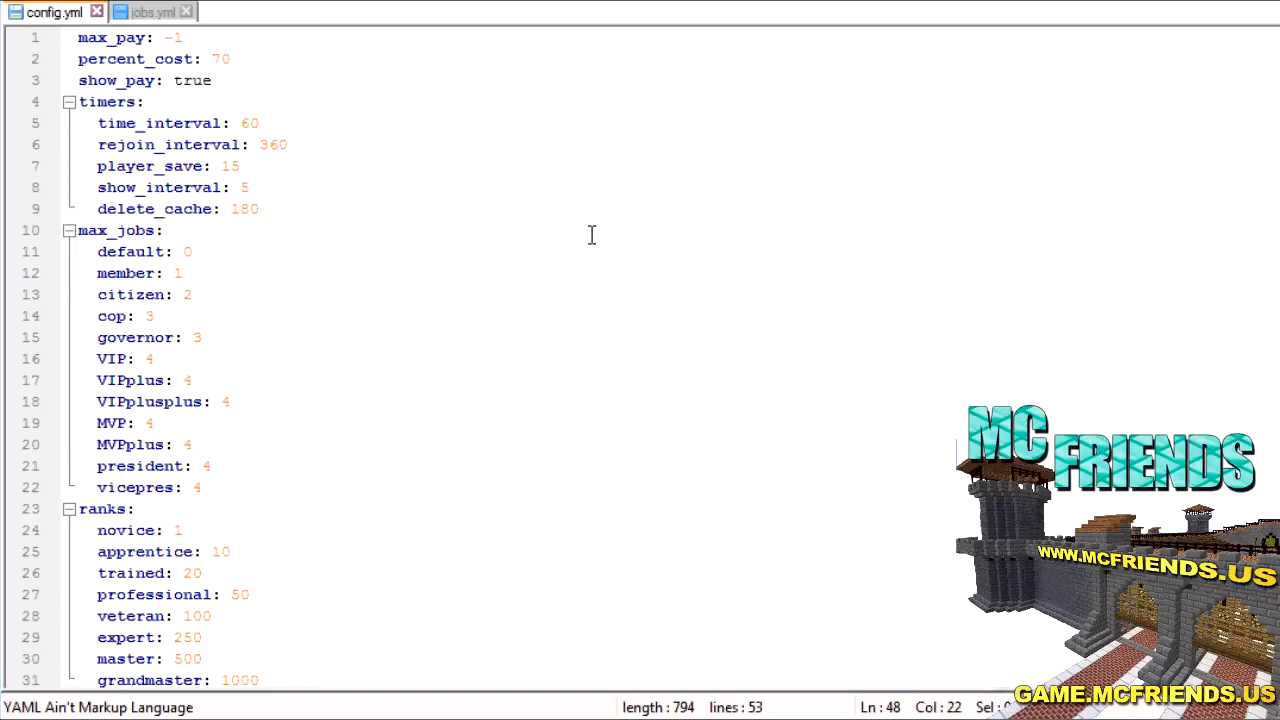 config.yml jobs.yml
1 max_pay: -1
2 percent_cost: 70
3 show_pay: true
4 timers:
5 time_interval: 60
6 rejoin_interval: 360
7 player_save: 15
8 show_interval: 5
9 delete_cache: 180
10 max_jobs:
11 default: 0
12 member: 1
13 citizen: 2
14 cop: 3
15 governor: 3
16 VIP: 4
17 VIPplus: 4
18 VIPplusplus: 4
19 MVP: 4
20 MVPplus: 4
21 president: 4
22 vicepres: 4
23 ranks:
24 novice: 1
25 apprentice: 10
26 trained: 20
27 professional: 50
28 veteran: 100
29 expert: 250
30 master: 500
31 grandmaster: 1000
MC
FRIENDS
WWW.MCFRIENDS.US
GAME.MCFRIENDS.US
YAML Ain't Markup Language length : 794 lines : 53 Ln : 48 Col : 22 Sel :